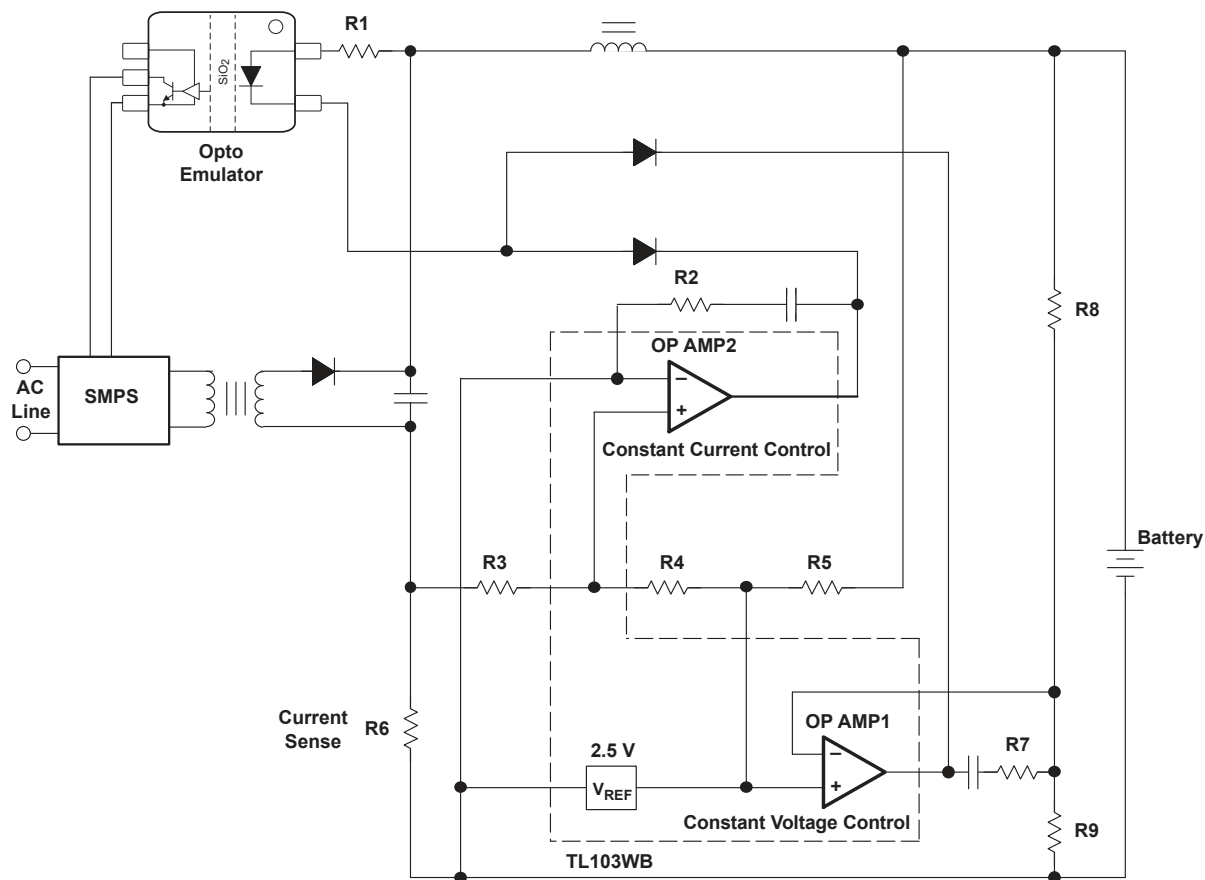 R1
SiO2
Opto
Emulator
R2
R8
OP AMP2
−
+
AC
Line
SMPS
Constant Current Control
Battery
R3
R4
R5
Current
Sense
R6
OP AMP1
R7
2.5 V
−
VREF
+
Constant Voltage Control
R9
TL103WB